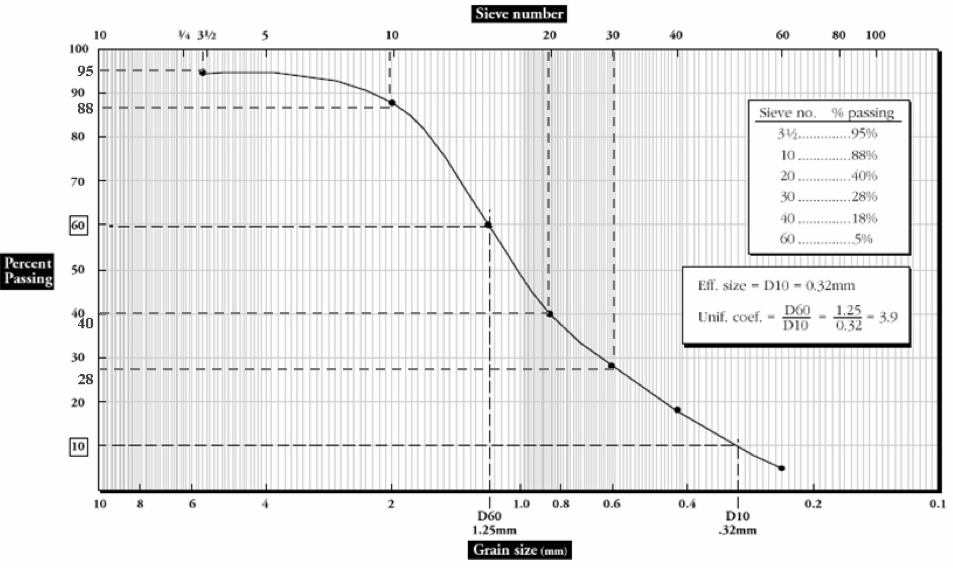 Sieve number
10 ¾ 3½ 5 10 20 30 40 60 80 100
100
95
90
88
80
70
60
50
40
40
30
28
20
10
Percent
Passing
Sieve no. % passing
3½..............95%
10 ..............88%
20 ..............40%
30 ..............28%
40 ..............18%
60 ..............5%
Eff. size = D10 = 0.32mm
Unif. coef. = D60/D10 = 1.25/0.32 = 3.9
10 8 6 4 2 1.0 0.8 0.6 0.4 0.2 0.1
D60 D10
1.25mm .32mm
Grain size (mm)